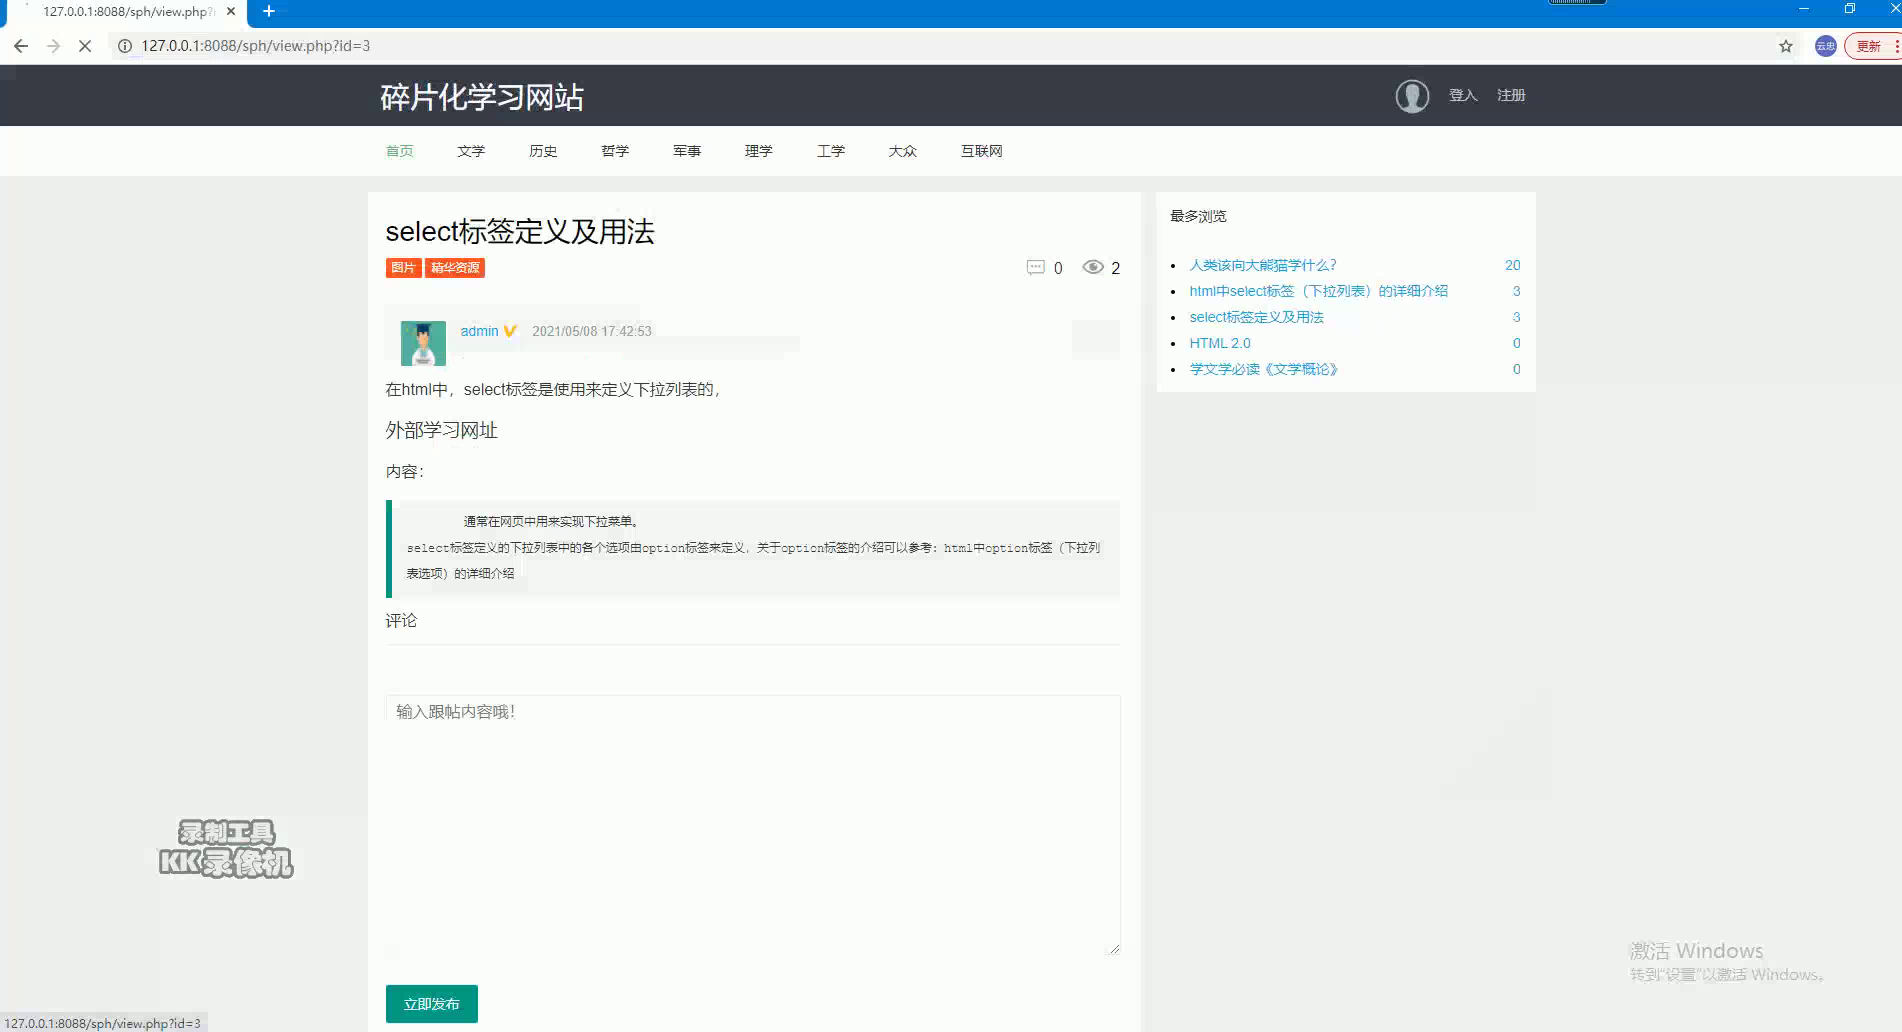 127.0.0.1:8088/sph/view.php?
127.0.0.1:8088/sph/view.php?id=3
云忠
更新
碎片化学习网站
登入 注册
首页 文学 历史 哲学 军事 理学 工学 大众 互联网
select标签定义及用法
图片 精华资源
0 2
admin 2021/05/08 17:42:53
在html中，select标签是使用来定义下拉列表的，
外部学习网址
内容：
通常在网页中用来实现下拉菜单。
select标签定义的下拉列表中的各个选项由option标签来定义，关于option标签的介绍可以参考：html中option标签（下拉列
表选项）的详细介绍
评论
输入跟帖内容哦！
立即发布
最多浏览
人类该向大熊猫学什么？ 20
html中select标签（下拉列表）的详细介绍 3
select标签定义及用法 3
HTML 2.0 0
学文学必读《文学概论》 0
录制工具
KK录像机
激活 Windows
转到“设置”以激活 Windows。
127.0.0.1:8088/sph/view.php?id=3